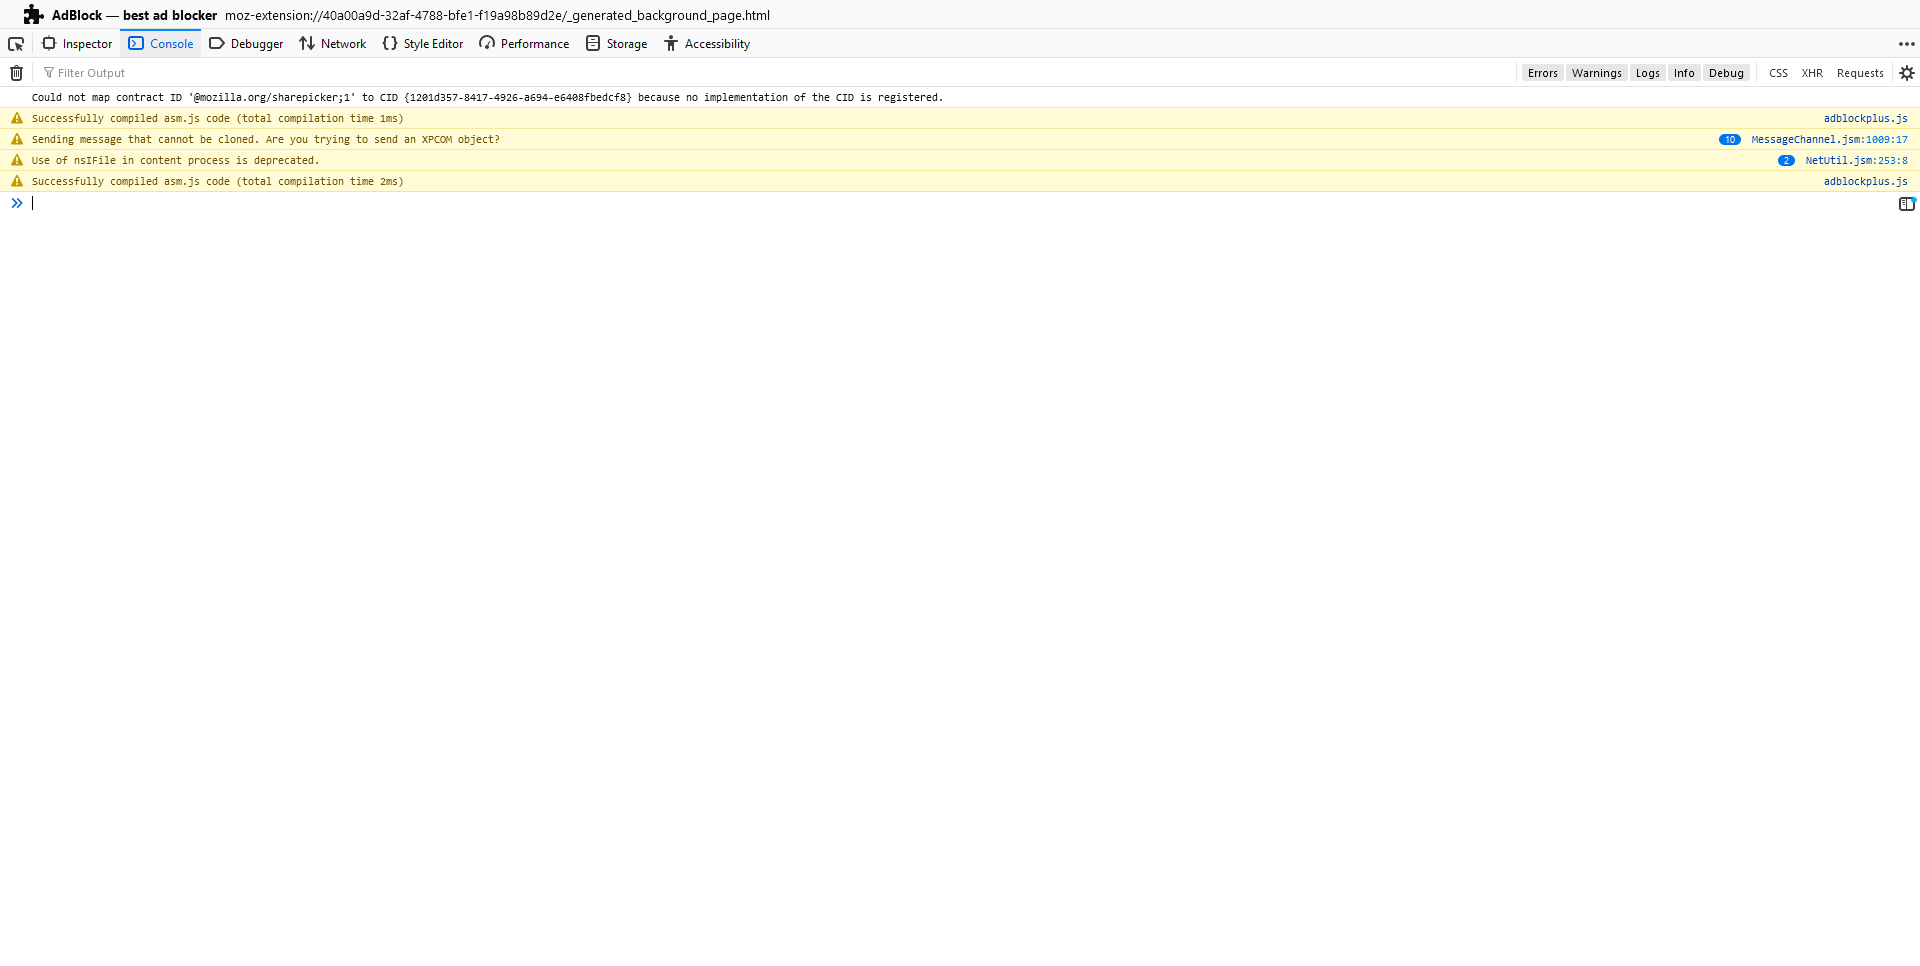 AdBlock — best ad blocker moz-extension://40a00a9d-32af-4788-bfe1-f19a98b89d2e/_generated_background_page.html
Inspector Console Debugger Network Style Editor Performance Storage Accessibility
Filter Output Errors Warnings Logs Info Debug CSS XHR Requests
Could not map contract ID '@mozilla.org/sharepicker;1' to CID {1201d357-8417-4926-a694-e6408fbedcf8} because no implementation of the CID is registered.
Successfully compiled asm.js code (total compilation time 1ms) adblockplus.js
Sending message that cannot be cloned. Are you trying to send an XPCOM object? 10 MessageChannel.jsm:1009:17
Use of nsIFile in content process is deprecated. 2 NetUtil.jsm:253:8
Successfully compiled asm.js code (total compilation time 2ms) adblockplus.js